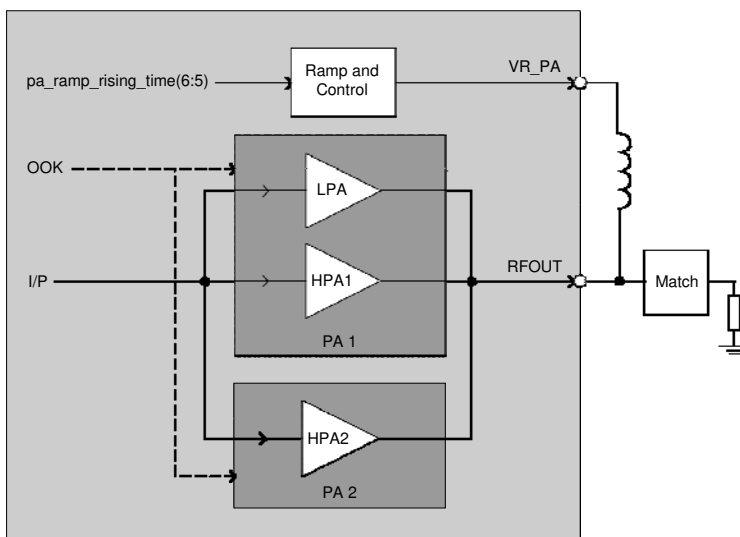 pa_ramp_rising_time(6:5)
Ramp and
Control
VR_PA
OOK
LPA
I/P
HPA1
RFOUT
Match
PA 1
HPA2
PA 2